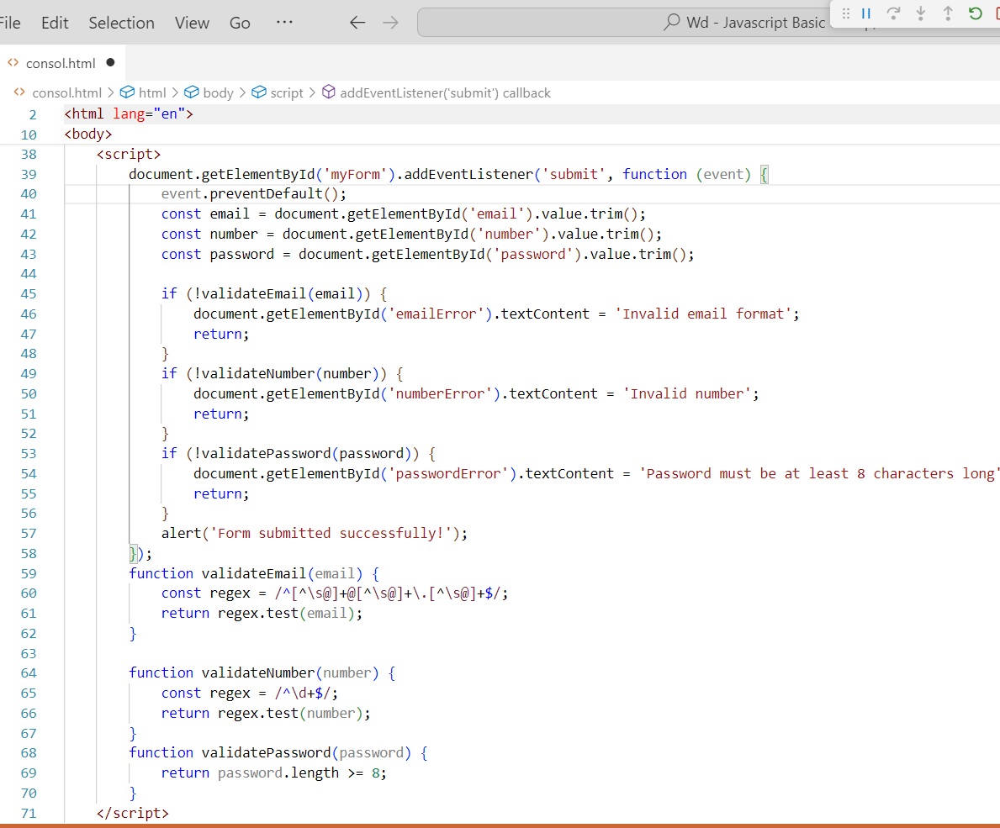 File Edit Selection View Go ··· Wd - Javascript Basic
consol.html
consol.html > html > body > script > addEventListener('submit') callback
2 <html lang="en">
10 <body>
38 <script>
39 document.getElementById('myForm').addEventListener('submit', function (event) {
40 event.preventDefault();
41 const email = document.getElementById('email').value.trim();
42 const number = document.getElementById('number').value.trim();
43 const password = document.getElementById('password').value.trim();
44
45 if (!validateEmail(email)) {
46 document.getElementById('emailError').textContent = 'Invalid email format';
47 return;
48 }
49 if (!validateNumber(number)) {
50 document.getElementById('numberError').textContent = 'Invalid number';
51 return;
52 }
53 if (!validatePassword(password)) {
54 document.getElementById('passwordError').textContent = 'Password must be at least 8 characters long'
55 return;
56 }
57 alert('Form submitted successfully!');
58 });
59 function validateEmail(email) {
60 const regex = /^[^\s@]+@[^\s@]+\.[^\s@]+$/;
61 return regex.test(email);
62 }
63
64 function validateNumber(number) {
65 const regex = /^\d+$/;
66 return regex.test(number);
67 }
68 function validatePassword(password) {
69 return password.length >= 8;
70 }
71 </script>